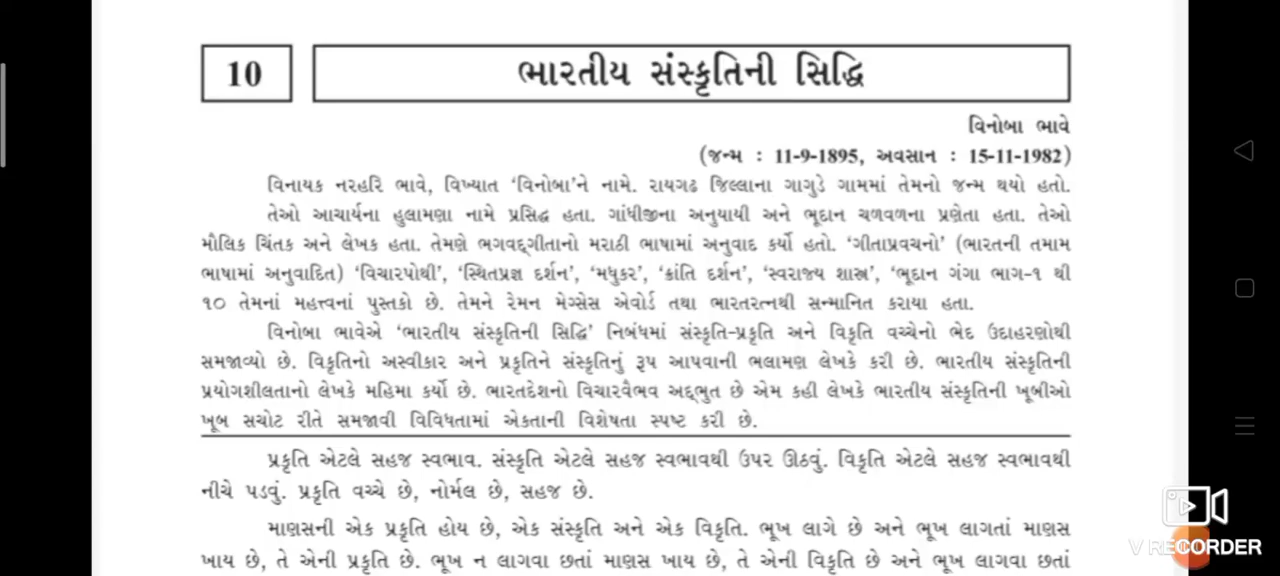 10
ભારતીય સંસ્કૃતિની સિદ્ધિ
વિનોબા ભાવે
(જન્મ : 11-9-1895, અવસાન : 15-11-1982)
વિનાયક નરહરિ ભાવે, વિખ્યાત ‘વિનોબા’ને નામે. રાયગઢ જિલ્લાના ગાગુડે ગામમાં તેમનો જન્મ થયો હતો.
તેઓ આચાર્યના હુલામણા નામે પ્રસિદ્ધ હતા. ગાંધીજીના અનુયાયી અને ભૂદાન ચળવળના પ્રણેતા હતા. તેઓ
મૌલિક ચિંતક અને લેખક હતા. તેમણે ભગવદ્ગીતાનો મરાઠી ભાષામાં અનુવાદ કર્યો હતો. ‘ગીતાપ્રવચનો’ (ભારતની તમામ
ભાષામાં અનુવાદિત) ‘વિચારપોથી’, ‘સ્થિતપ્રજ્ઞ દર્શન’, ‘મધુકર’, ‘ક્રાંતિ દર્શન’, ‘સ્વરાજ્ય શાસ્ત્ર’, ‘ભૂદાન ગંગા ભાગ-૧ થી
૧૦ તેમનાં મહત્ત્વનાં પુસ્તકો છે. તેમને રેમન મેગ્સેસ એવોર્ડ તથા ભારતરત્નથી સન્માનિત કરાયા હતા.
વિનોબા ભાવેએ ‘ભારતીય સંસ્કૃતિની સિદ્ધિ’ નિબંધમાં સંસ્કૃતિ-પ્રકૃતિ અને વિકૃતિ વચ્ચેનો ભેદ ઉદાહરણોથી
સમજાવ્યો છે. વિકૃતિનો અસ્વીકાર અને પ્રકૃતિને સંસ્કૃતિનું રૂપ આપવાની ભલામણ લેખકે કરી છે. ભારતીય સંસ્કૃતિની
પ્રયોગશીલતાનો લેખકે મહિમા કર્યો છે. ભારતદેશનો વિચારવૈભવ અદ્ભુત છે એમ કહી લેખકે ભારતીય સંસ્કૃતિની ખૂબીઓ
ખૂબ સચોટ રીતે સમજાવી વિવિધતામાં એકતાની વિશેષતા સ્પષ્ટ કરી છે.
પ્રકૃતિ એટલે સહજ સ્વભાવ. સંસ્કૃતિ એટલે સહજ સ્વભાવથી ઉપર ઊઠવું. વિકૃતિ એટલે સહજ સ્વભાવથી
નીચે પડવું. પ્રકૃતિ વચ્ચે છે, નોર્મલ છે, સહજ છે.
માણસની એક પ્રકૃતિ હોય છે, એક સંસ્કૃતિ અને એક વિકૃતિ. ભૂખ લાગે છે અને ભૂખ લાગતાં માણસ
ખાય છે, તે એની પ્રકૃતિ છે. ભૂખ ન લાગવા છતાં માણસ ખાય છે, તે એની વિકૃતિ છે અને ભૂખ લાગવા છતાં
V RECORDER